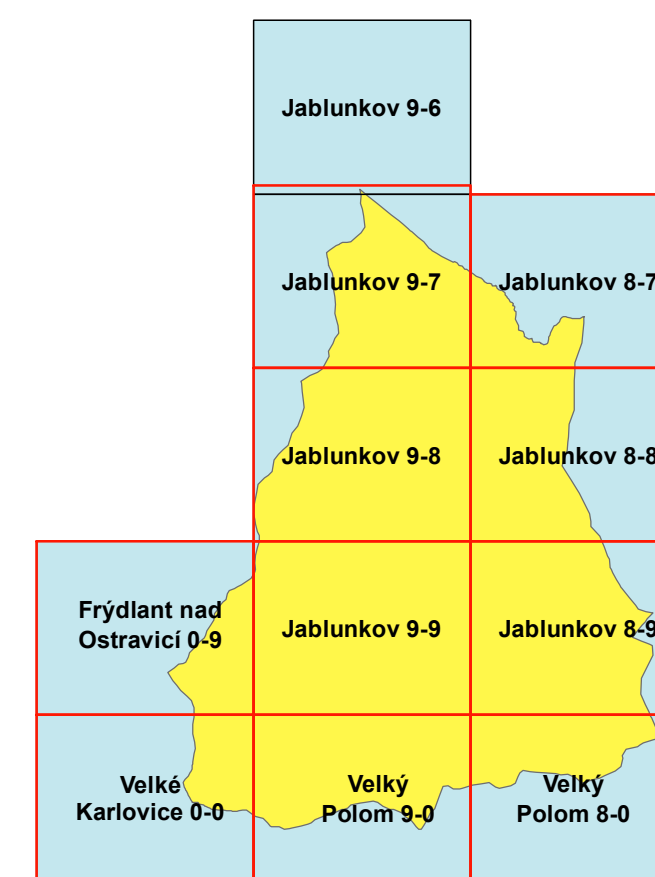 Jablunkov 9-6
Jablunkov 9-7
Jablunkov 8-7
Jablunkov 9-8
Jablunkov 8-8
Frýdlant nad
Ostravicí 0-9
Jablunkov 9-9
Jablunkov 8-9
Velké
Karlovice 0-0
Velký
Polom 9-0
Velký
Polom 8-0